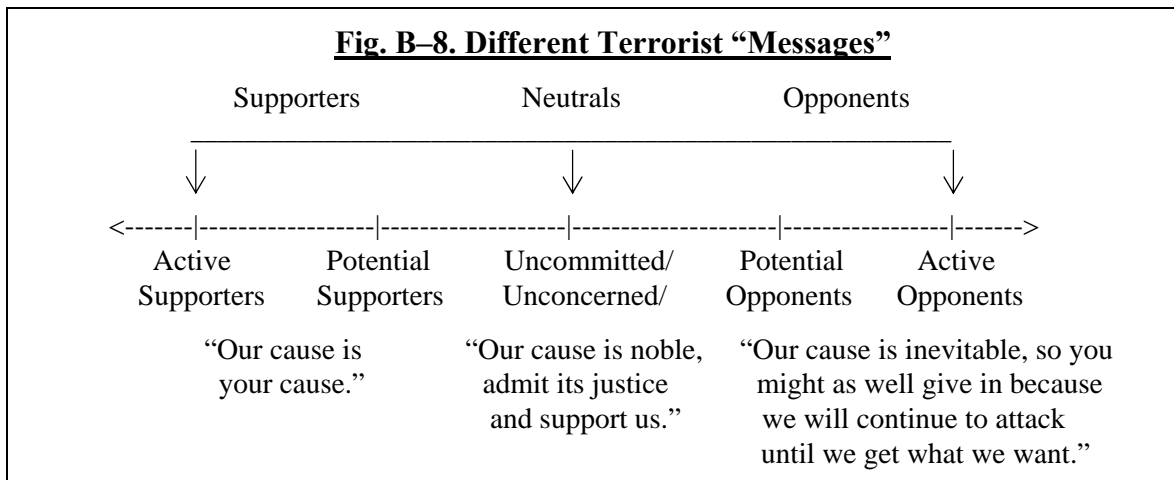 Fig. B–8. Different Terrorist “Messages”
Supporters Neutrals Opponents
<-------|------------------|--------------------|----------------------|-----------------|------->
Active Potential Uncommitted/ Potential Active
Supporters Supporters Unconcerned/ Opponents Opponents
“Our cause is “Our cause is noble, “Our cause is inevitable, so you
your cause.” admit its justice might as well give in because
and support us.” we will continue to attack
until we get what we want.”